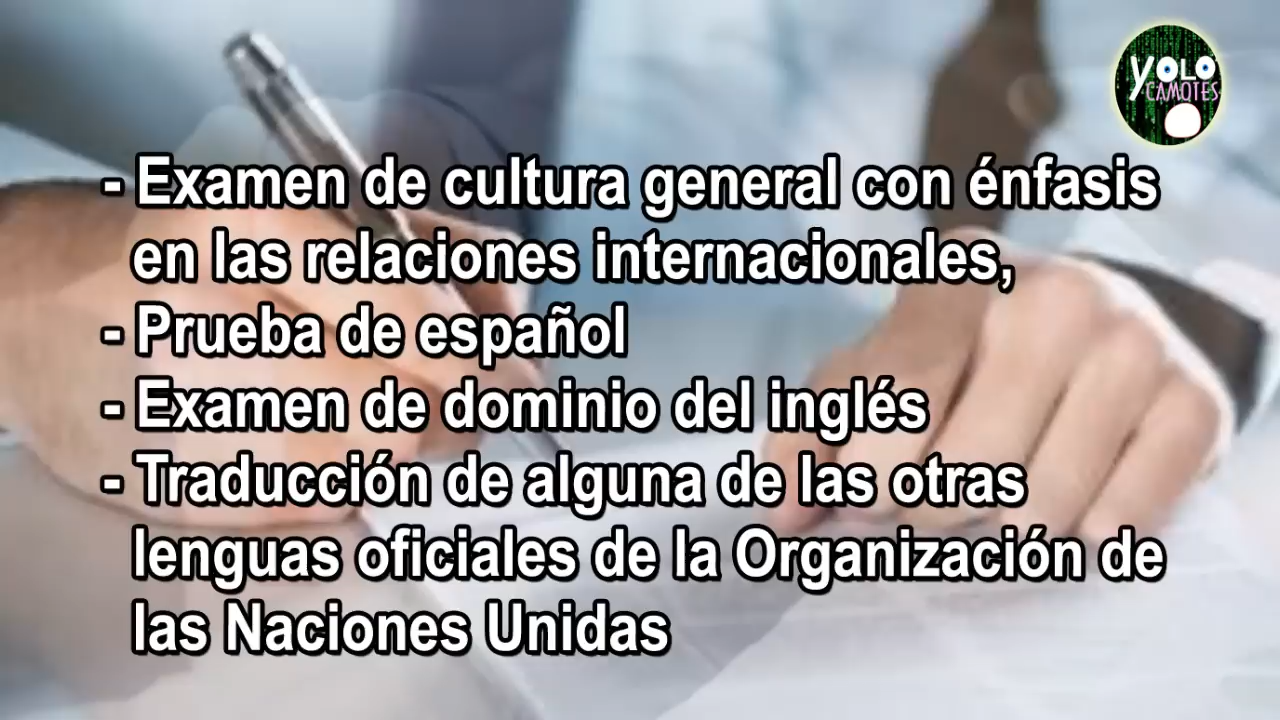 YOLO
CAMOTES
- Examen de cultura general con énfasis
en las relaciones internacionales,
- Prueba de español
- Examen de dominio del inglés
- Traducción de alguna de las otras
lenguas oficiales de la Organización de
las Naciones Unidas